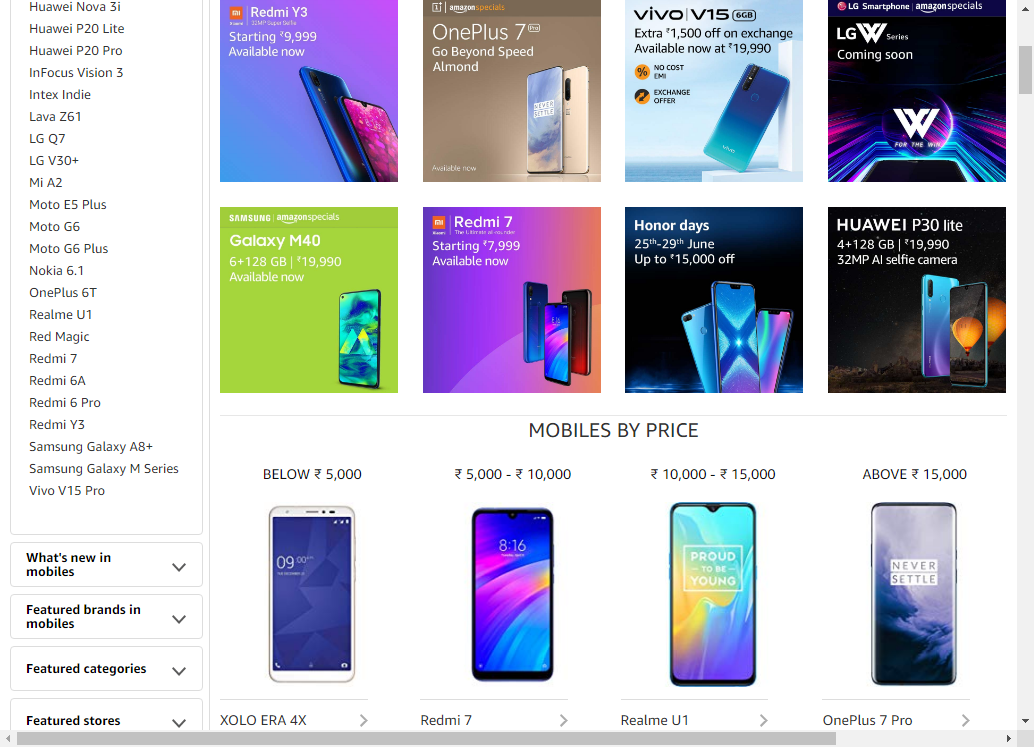 Huawei Nova 3i
Huawei P20 Lite
Huawei P20 Pro
InFocus Vision 3
Intex Indie
Lava Z61
LG Q7
LG V30+
Mi A2
Moto E5 Plus
Moto G6
Moto G6 Plus
Nokia 6.1
OnePlus 6T
Realme U1
Red Magic
Redmi 7
Redmi 6A
Redmi 6 Pro
Redmi Y3
Samsung Galaxy A8+
Samsung Galaxy M Series
Vivo V15 Pro
What's new in
mobiles
Featured brands in
mobiles
Featured categories
Featured stores
Redmi Y3
32MP Super Selfie
Starting ₹9,999
Available now
amazonspecials
OnePlus 7 Pro
Go Beyond Speed
Almond
NEVER
SETTLE
Available now
vivo | V15 6GB
Extra ₹1,500 off on exchange
Available now at ₹19,990
NO COST
EMI
EXCHANGE
OFFER
vivo
LG Smartphone | amazonspecials
LG W Series
Coming soon
W
FOR THE WIN
SAMSUNG | amazonspecials
Galaxy M40
6+128 GB | ₹19,990
Available now
Redmi 7
The Ultimate all-rounder
Starting ₹7,999
Available now
Honor days
25th-29th June
Up to ₹15,000 off
HUAWEI P30 lite
4+128 GB | ₹19,990
32MP AI selfie camera
MOBILES BY PRICE
BELOW ₹ 5,000
₹ 5,000 - ₹ 10,000
₹ 10,000 - ₹ 15,000
ABOVE ₹ 15,000
09:00
8:16
PROUD
TO BE
YOUNG
NEVER
SETTLE
XOLO ERA 4X
Redmi 7
Realme U1
OnePlus 7 Pro